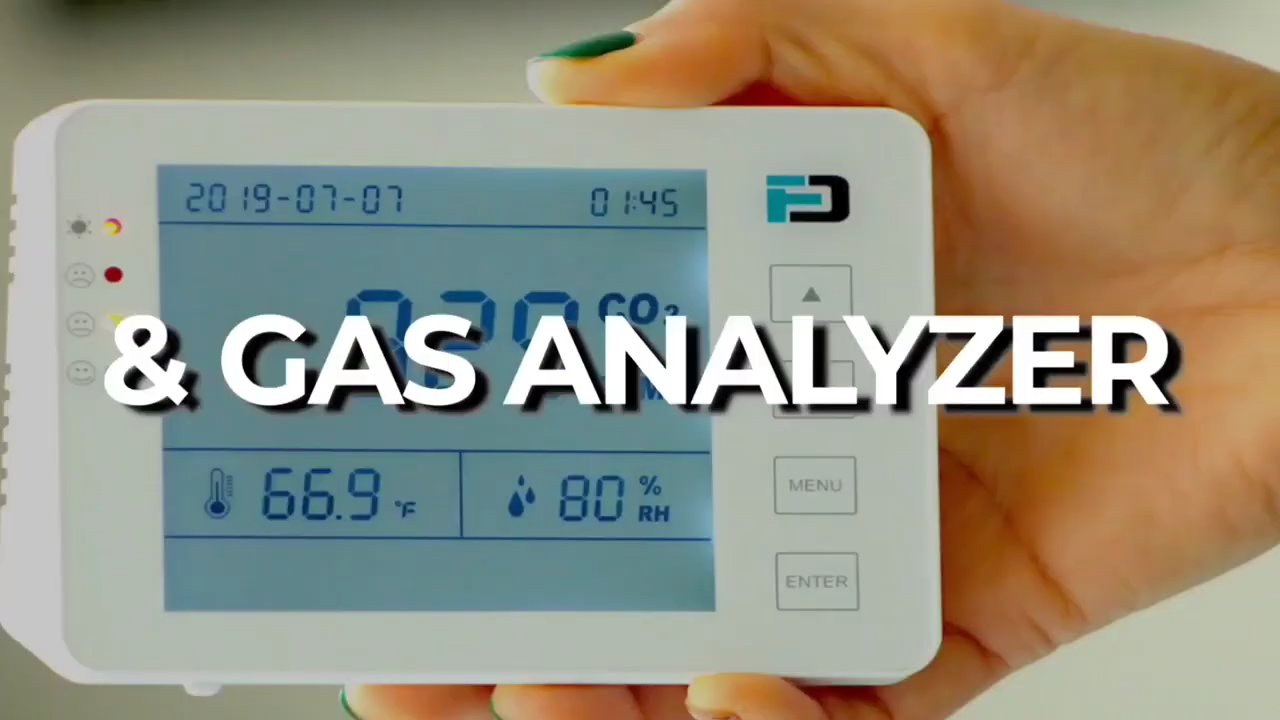 2019-07-07 01:45
CO₂
& GAS ANALYZER
66.9 °F 80 % RH
MENU
ENTER